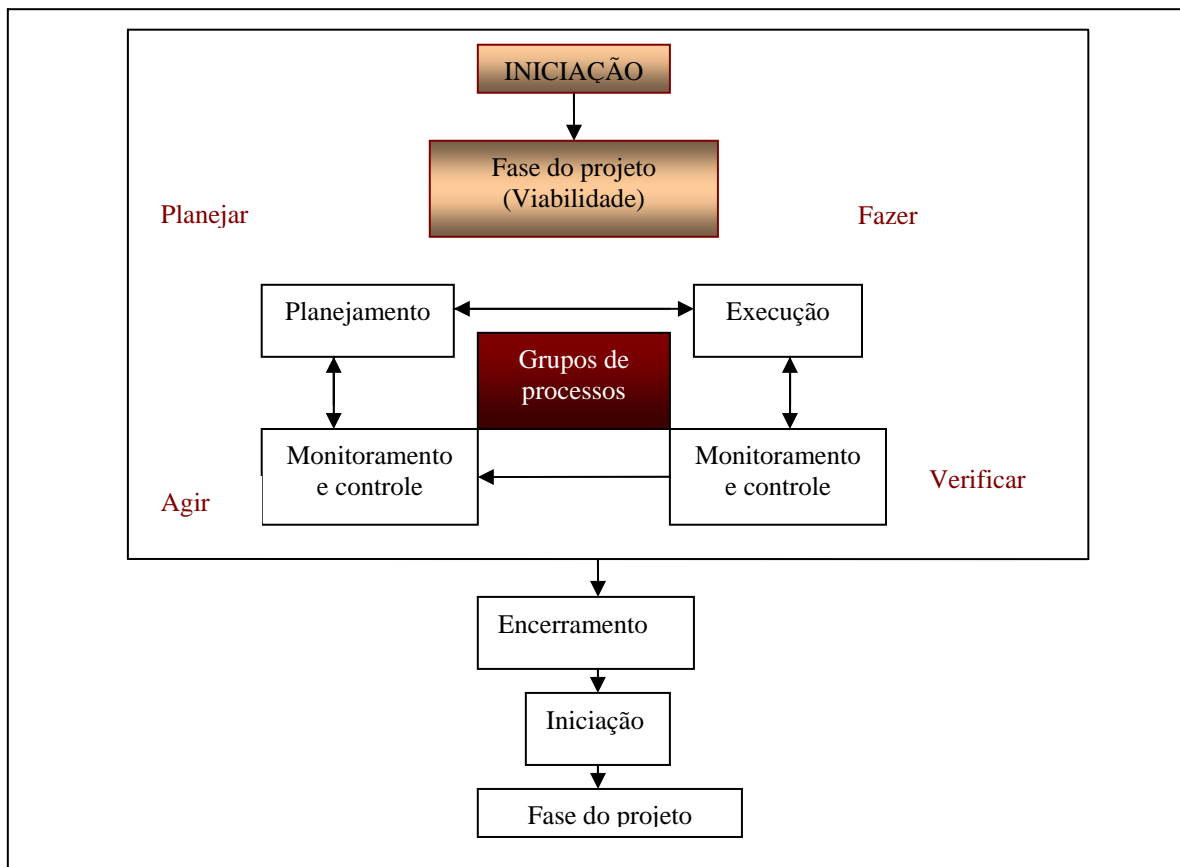 INICIAÇÃO
Fase do projeto
(Viabilidade)
Planejar
Fazer
Planejamento
Execução
Grupos de
processos
Monitoramento
e controle
Monitoramento
e controle
Agir
Verificar
Encerramento
Iniciação
Fase do projeto